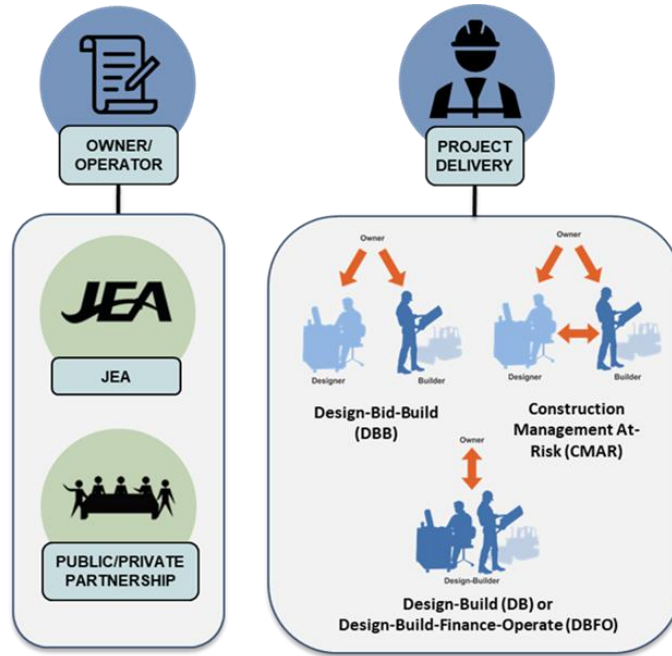 OWNER/
OPERATOR
JEA
JEA
PUBLIC/PRIVATE
PARTNERSHIP
PROJECT
DELIVERY
Owner
Designer
Builder
Design-Bid-Build
(DBB)
Owner
Designer
Builder
Construction
Management At-
Risk (CMAR)
Owner
Design-Builder
Design-Build (DB) or
Design-Build-Finance-Operate (DBFO)